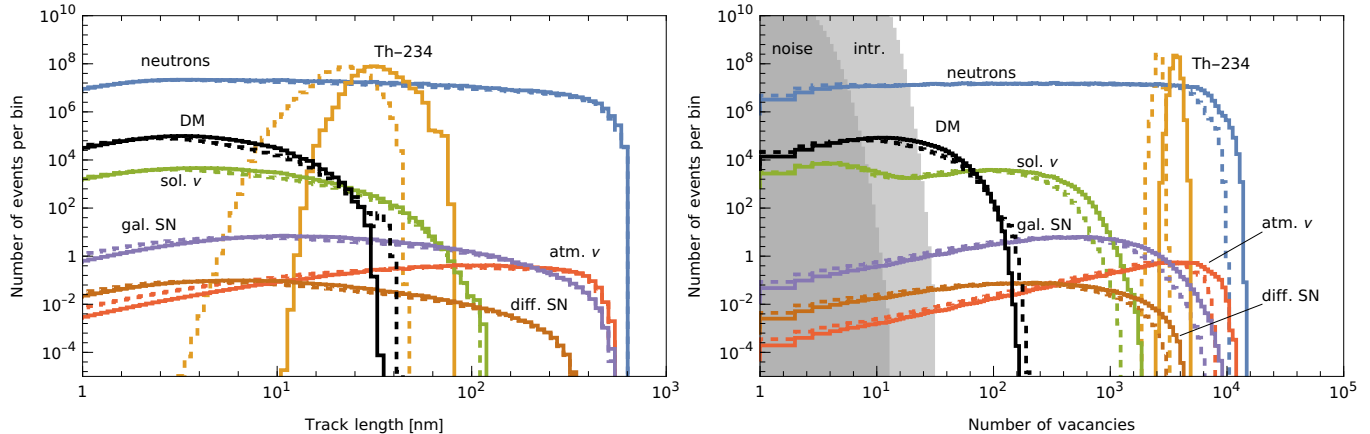 10^10
10^8
10^6
10^4
10^2
1
10^-2
10^-4
Number of events per bin
neutrons
Th-234
DM
sol. ν
gal. SN
atm. ν
diff. SN
1
10^1
10^2
10^3
Track length [nm]
10^10
10^8
10^6
10^4
10^2
1
10^-2
10^-4
Number of events per bin
noise
intr.
neutrons
Th-234
DM
sol. ν
gal. SN
atm. ν
diff. SN
1
10^1
10^2
10^3
10^4
10^5
Number of vacancies